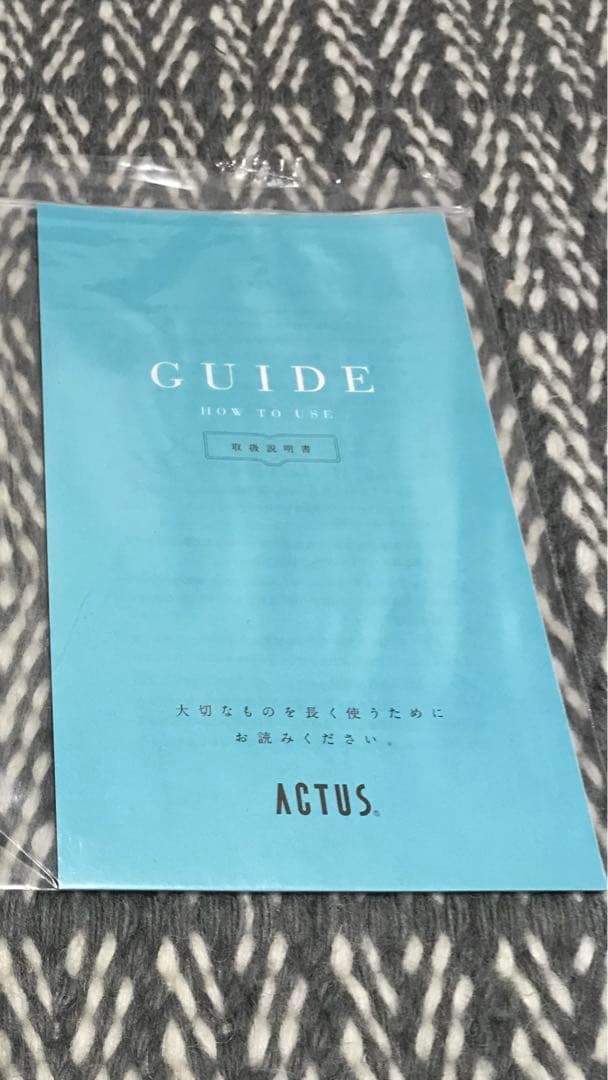 GUIDE
HOW TO USE
取扱説明書
大切なものを長く使うために
お読みください。
ACTUS®